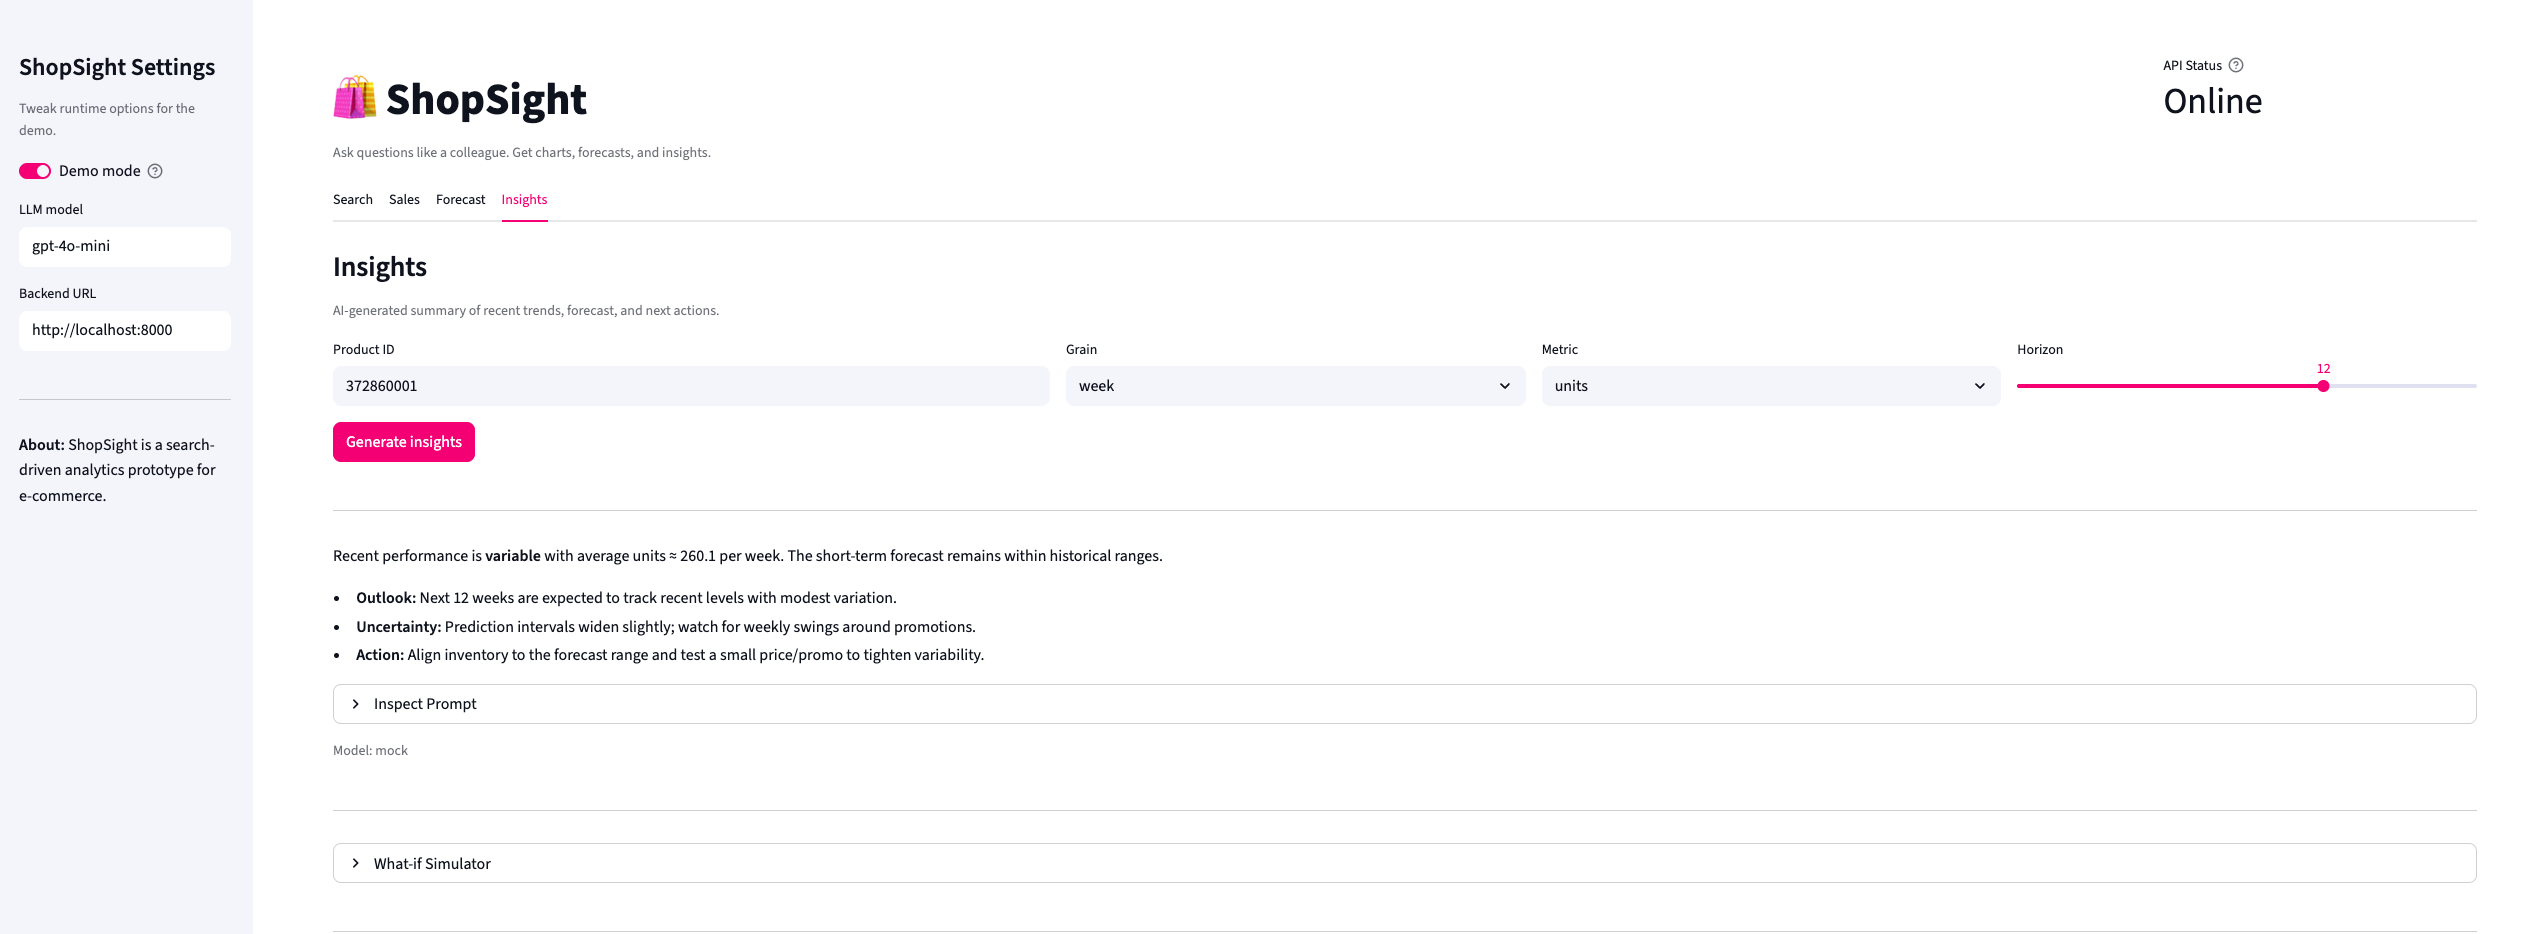 ShopSight Settings
Tweak runtime options for the
demo.
Demo mode
LLM model
gpt-4o-mini
Backend URL
http://localhost:8000
About: ShopSight is a search-
driven analytics prototype for
e-commerce.
ShopSight
Ask questions like a colleague. Get charts, forecasts, and insights.
API Status
Online
Search Sales Forecast Insights
Insights
AI-generated summary of recent trends, forecast, and next actions.
Product ID Grain Metric Horizon
12
372860001 week units
Generate insights
Recent performance is variable with average units ≈ 260.1 per week. The short-term forecast remains within historical ranges.
• Outlook: Next 12 weeks are expected to track recent levels with modest variation.
• Uncertainty: Prediction intervals widen slightly; watch for weekly swings around promotions.
• Action: Align inventory to the forecast range and test a small price/promo to tighten variability.
Inspect Prompt
Model: mock
What-if Simulator